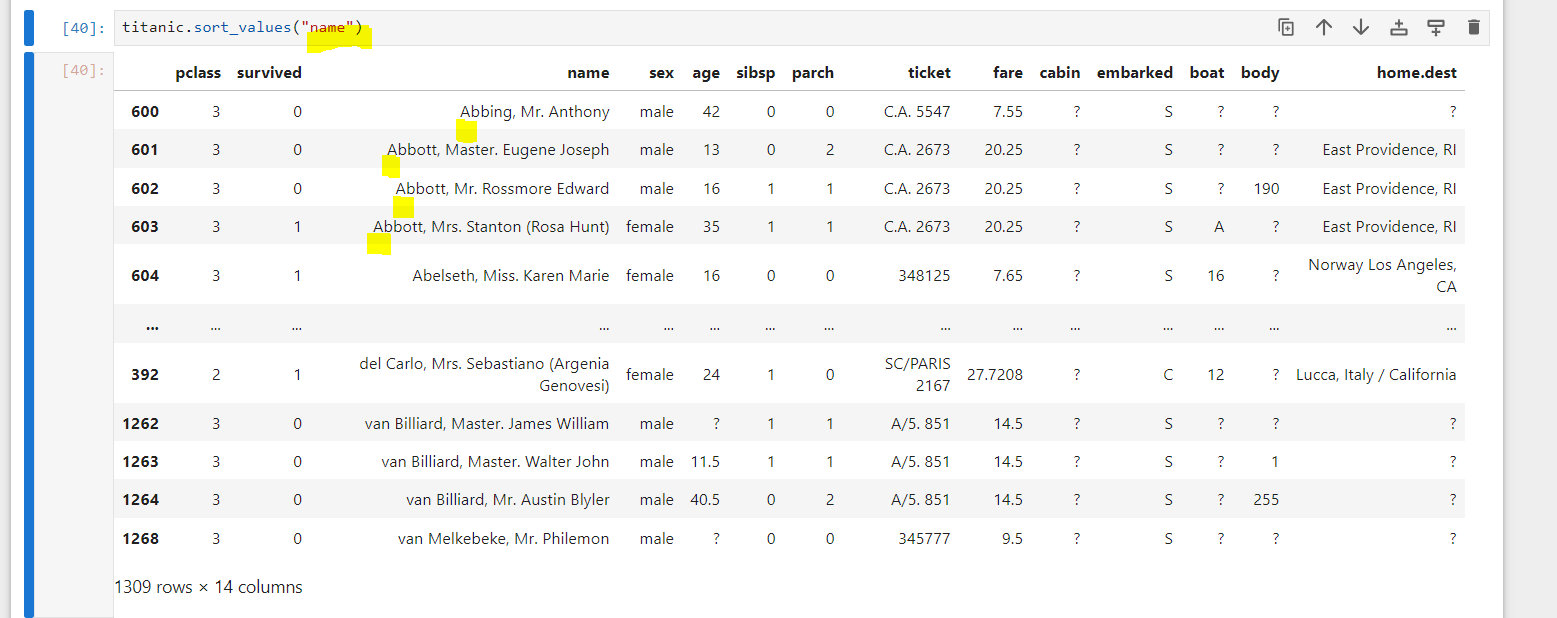 [40]: titanic.sort_values("name")
[40]: pclass survived name sex age sibsp parch ticket fare cabin embarked boat body home.dest
600 3 0 Abbing, Mr. Anthony male 42 0 0 C.A. 5547 7.55 ? S ? ? ?
601 3 0 Abbott, Master. Eugene Joseph male 13 0 2 C.A. 2673 20.25 ? S ? ? East Providence, RI
602 3 0 Abbott, Mr. Rossmore Edward male 16 1 1 C.A. 2673 20.25 ? S ? 190 East Providence, RI
603 3 1 Abbott, Mrs. Stanton (Rosa Hunt) female 35 1 1 C.A. 2673 20.25 ? S A ? East Providence, RI
604 3 1 Abelseth, Miss. Karen Marie female 16 0 0 348125 7.65 ? S 16 ? Norway Los Angeles,
CA
... ... ... ... ... ... ... ... ... ... ... ... ... ... ...
392 2 1 del Carlo, Mrs. Sebastiano (Argenia
Genovesi) female 24 1 0 SC/PARIS
2167 27.7208 ? C 12 ? Lucca, Italy / California
1262 3 0 van Billiard, Master. James William male ? 1 1 A/5. 851 14.5 ? S ? ? ?
1263 3 0 van Billiard, Master. Walter John male 11.5 1 1 A/5. 851 14.5 ? S ? 1 ?
1264 3 0 van Billiard, Mr. Austin Blyler male 40.5 0 2 A/5. 851 14.5 ? S ? 255 ?
1268 3 0 van Melkebeke, Mr. Philemon male ? 0 0 345777 9.5 ? S ? ? ?
1309 rows × 14 columns